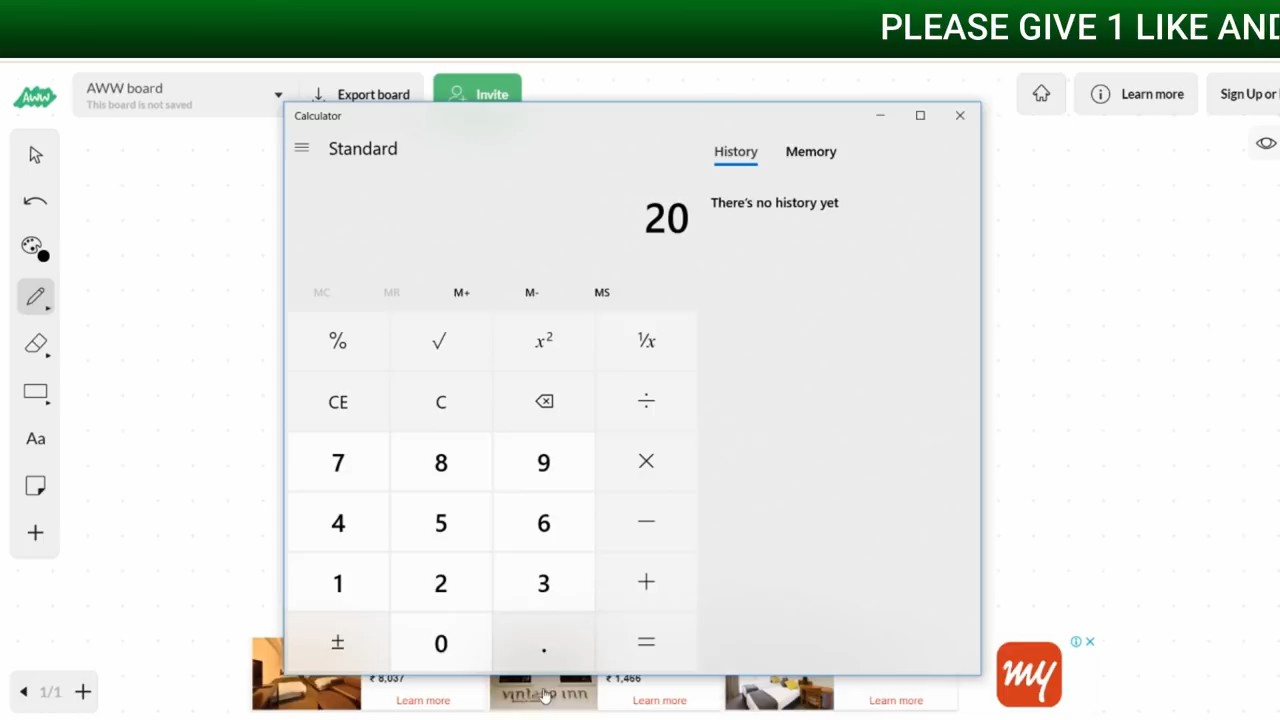 PLEASE GIVE 1 LIKE AND
AWW
AWW board
This board is not saved
Export board
Invite
Learn more
Sign Up or
Calculator
Standard
History
Memory
20
There's no history yet
MC MR M+ M- MS
% √ x² ¹/x
CE C ÷
7 8 9 ×
4 5 6 −
1 2 3 +
± 0 . =
Aa
1/1
₹ 8,037
Learn more
vintage inn
₹ 1,466
Learn more
Learn more
my